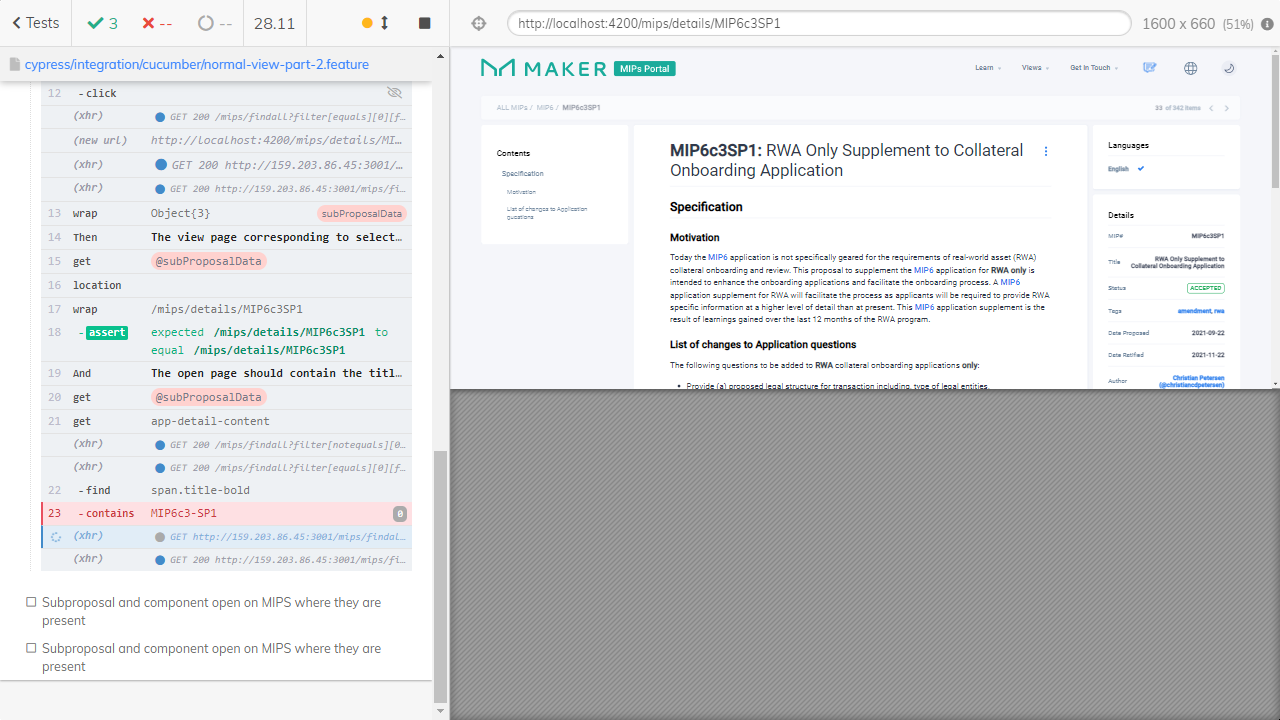 Tests
3
--
--
28.11
http://localhost:4200/mips/details/MIP6c3SP1
1600 x 660 (51%)
cypress/integration/cucumber/normal-view-part-2.feature
12 - click
(xhr) GET 200 /mips/findall?filter[equals][0][f...
(new url) http://localhost:4200/mips/details/MI...
(xhr) GET 200 http://159.203.86.45:3001/...
(xhr) GET 200 http://159.203.86.45:3001/mips/fi...
13 wrap Object{3} subProposalData
14 Then The view page corresponding to select...
15 get @subProposalData
16 location
17 wrap /mips/details/MIP6c3SP1
18 - assert expected /mips/details/MIP6c3SP1 to
equal /mips/details/MIP6c3SP1
19 And The open page should contain the titl...
20 get @subProposalData
21 get app-detail-content
(xhr) GET 200 /mips/findall?filter[notequals][0...
(xhr) GET 200 /mips/findall?filter[equals][0][f...
22 - find span.title-bold
23 - contains MIP6c3-SP1 0
(xhr) GET http://159.203.86.45:3001/mips/findal...
(xhr) GET 200 http://159.203.86.45:3001/mips/fi...
Subproposal and component open on MIPS where they are
present
Subproposal and component open on MIPS where they are
present
MAKER MIPs Portal
Learn
Views
Get in Touch
ALL MIPs / MIP6 / MIP6c3SP1
33 of 342 items
Contents
Specification
Motivation
List of changes to Application
questions
MIP6c3SP1: RWA Only Supplement to Collateral
Onboarding Application
Specification
Motivation
Today the MIP6 application is not specifically geared for the requirements of real-world asset (RWA)
collateral onboarding and review. This proposal to supplement the MIP6 application for RWA only is
intended to enhance the onboarding applications and facilitate the onboarding process. A MIP6
application supplement for RWA will facilitate the process as applicants will be required to provide RWA
specific information at a higher level of detail than at present. This MIP6 application supplement is the
result of learnings gained over the last 12 months of the RWA program.
List of changes to Application questions
The following questions to be added to RWA collateral onboarding applications only:
• Provide (a) proposed legal structure for transaction including, type of legal entities,
Languages
English
Details
MIP# MIP6c3SP1
Title RWA Only Supplement to
Collateral Onboarding Application
Status ACCEPTED
Tags amendment, rwa
Date Proposed 2021-09-22
Date Ratified 2021-11-22
Author Christian Petersen
(@christiancdpetersen)